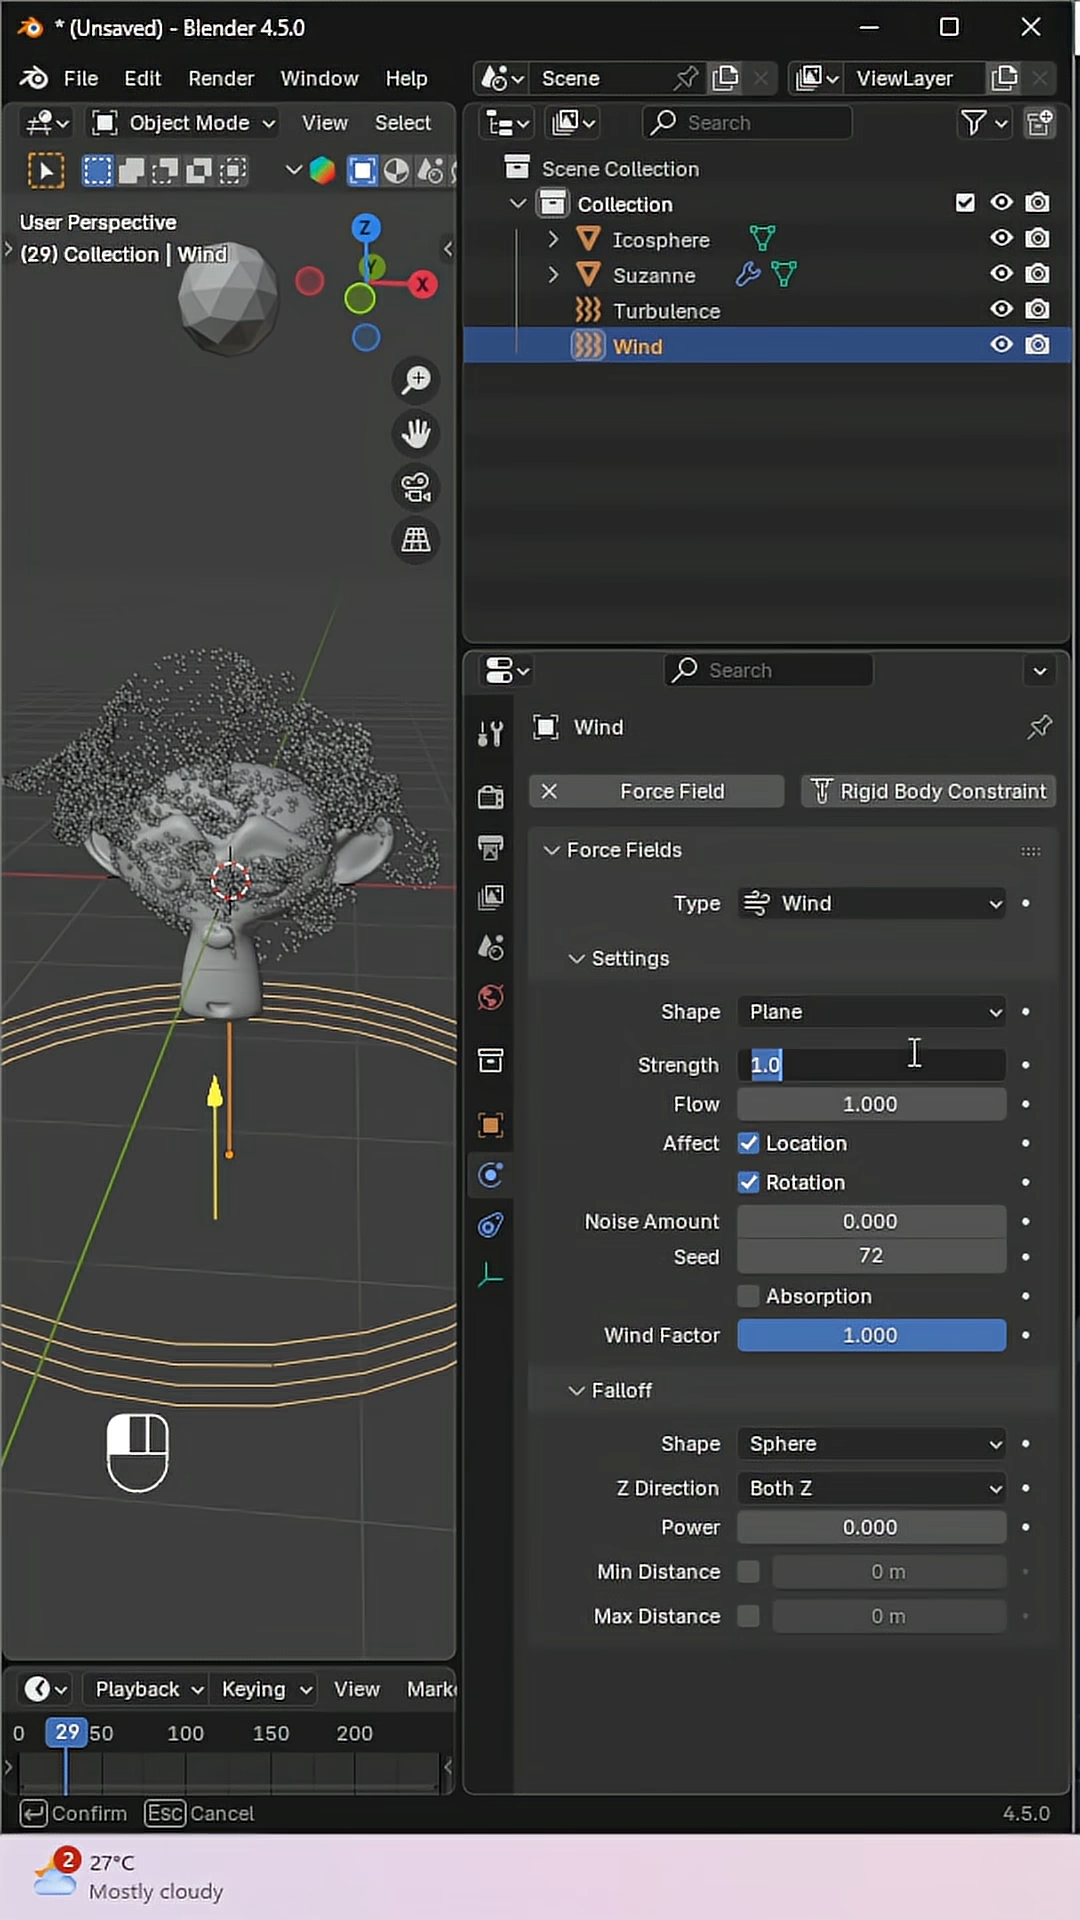 * (Unsaved) - Blender 4.5.0
File Edit Render Window Help
Scene
ViewLayer
Object Mode View Select
Search
User Perspective
(29) Collection | Wind
Z
Y
X
Scene Collection
Collection
Icosphere
Suzanne
Turbulence
Wind
Search
Wind
Force Field
Rigid Body Constraint
Force Fields
Type Wind
Settings
Shape Plane
Strength 1.0
Flow 1.000
Affect Location
Rotation
Noise Amount 0.000
Seed 72
Absorption
Wind Factor 1.000
Falloff
Shape Sphere
Z Direction Both Z
Power 0.000
Min Distance 0 m
Max Distance 0 m
Playback Keying View Marke
0 29 50 100 150 200
Confirm Esc Cancel
4.5.0
2
27°C
Mostly cloudy